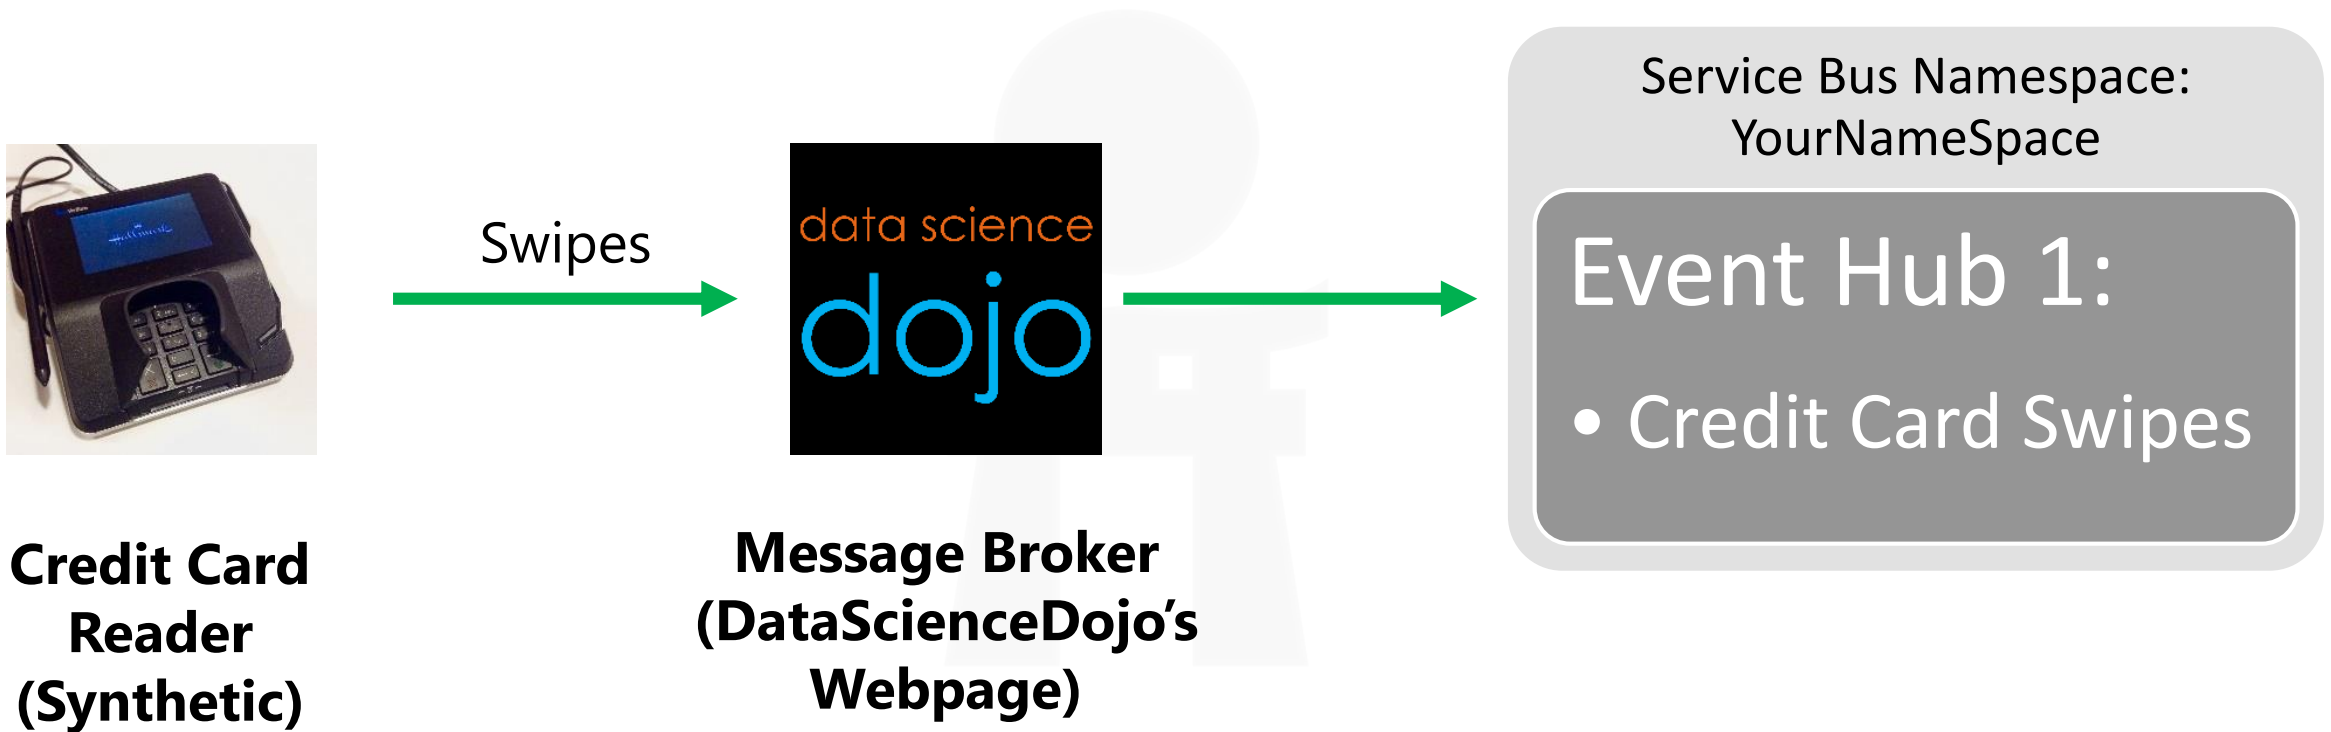 Service Bus Namespace:
YourNameSpace
Swipes
data science
dojo
Event Hub 1:
• Credit Card Swipes
Hallmark
Credit Card
Reader
(Synthetic)
Message Broker
(DataScienceDojo’s
Webpage)